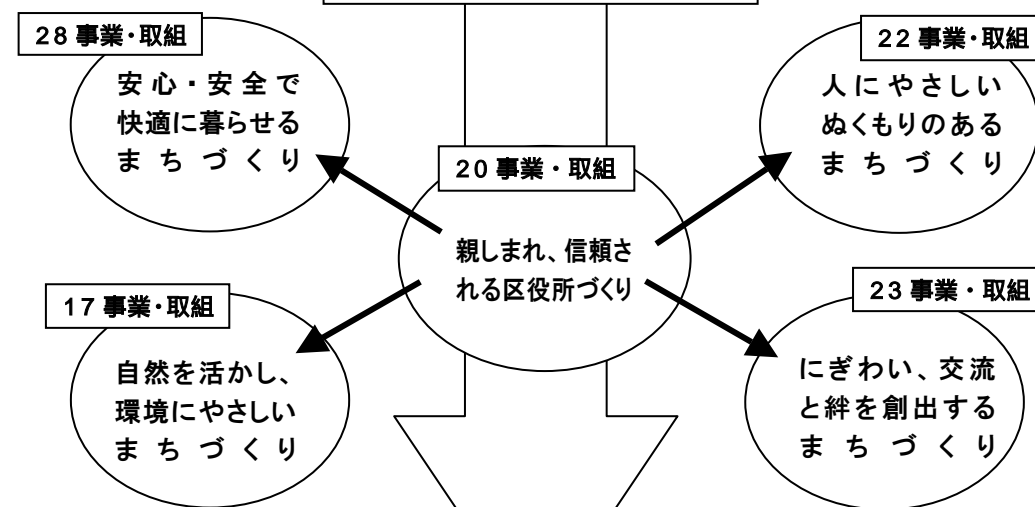 28事業・取組
安心・安全で
快適に暮らせる
まちづくり
22事業・取組
人にやさしい
ぬくもりのある
まちづくり
20事業・取組
親しまれ、信頼さ
れる区役所づくり
17事業・取組
自然を活かし、
環境にやさしい
まちづくり
23事業・取組
にぎわい、交流
と絆を創出する
まちづくり